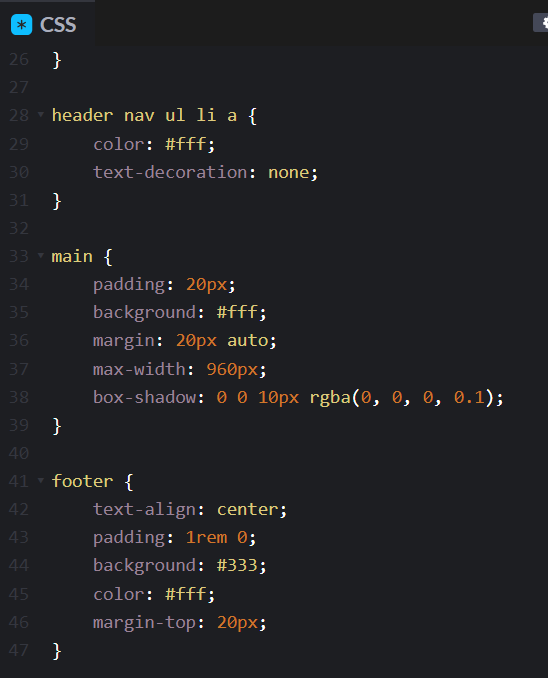 CSS
26 }
27
28 header nav ul li a {
29     color: #fff;
30     text-decoration: none;
31 }
32
33 main {
34     padding: 20px;
35     background: #fff;
36     margin: 20px auto;
37     max-width: 960px;
38     box-shadow: 0 0 10px rgba(0, 0, 0, 0.1);
39 }
40
41 footer {
42     text-align: center;
43     padding: 1rem 0;
44     background: #333;
45     color: #fff;
46     margin-top: 20px;
47 }